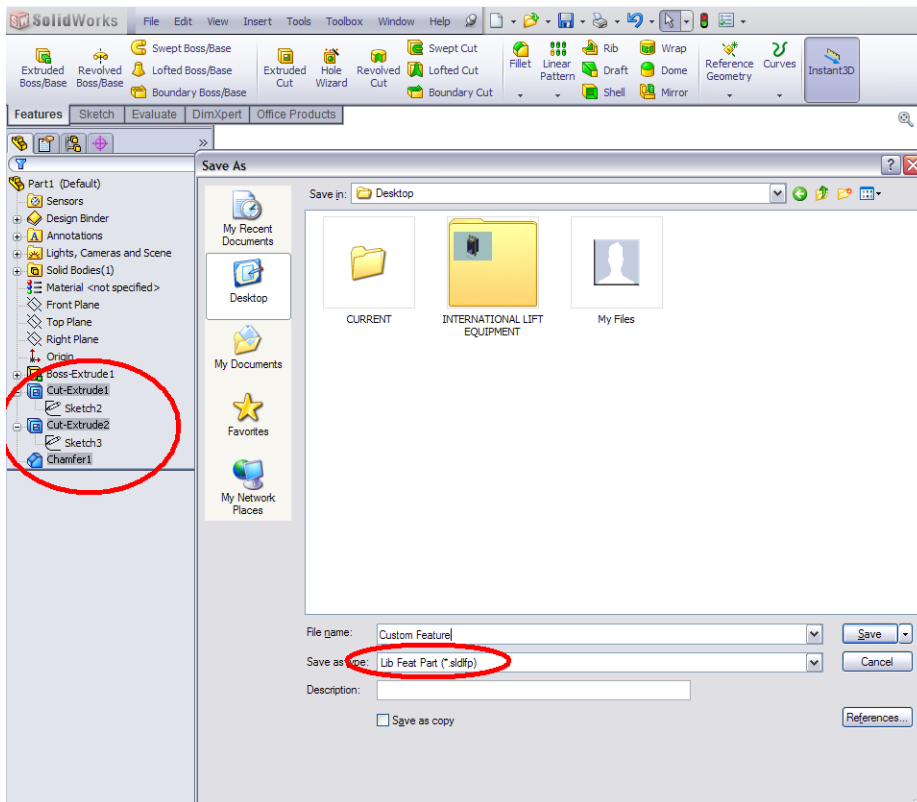 SolidWorks File Edit View Insert Tools Toolbox Window Help
Extruded Boss/Base
Revolved Boss/Base
Swept Boss/Base
Lofted Boss/Base
Boundary Boss/Base
Extruded Cut
Hole Wizard
Revolved Cut
Swept Cut
Lofted Cut
Boundary Cut
Fillet
Linear Pattern
Rib
Draft
Shell
Wrap
Dome
Mirror
Reference Geometry
Curves
Instant3D
Features Sketch Evaluate DimXpert Office Products
Part1 (Default)
Sensors
Design Binder
Annotations
Lights, Cameras and Scene
Solid Bodies(1)
Material <not specified>
Front Plane
Top Plane
Right Plane
Origin
Boss-Extrude1
Cut-Extrude1
Sketch2
Cut-Extrude2
Sketch3
Chamfer1
Save As
Save in: Desktop
My Recent
Documents
Desktop
My Documents
Favorites
My Network
Places
CURRENT
INTERNATIONAL LIFT
EQUIPMENT
My Files
File name: Custom Feature Save
Save as type: Lib Feat Part (*.sldlfp) Cancel
Description:
Save as copy References...